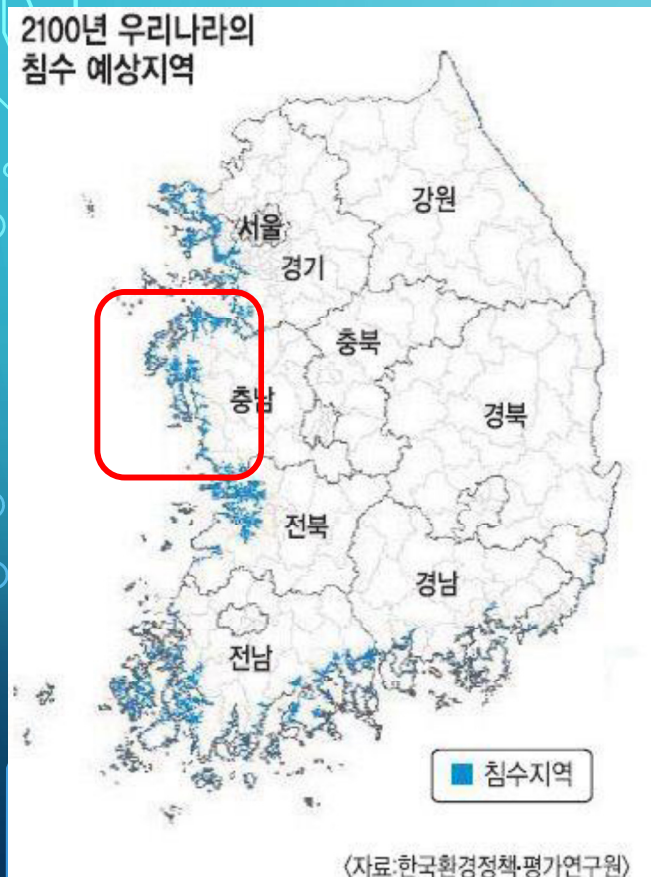 2100년 우리나라의
침수 예상지역
강원
서울
경기
충북
충남
경북
전북
경남
전남
침수지역
〈자료:한국환경정책·평가연구원〉